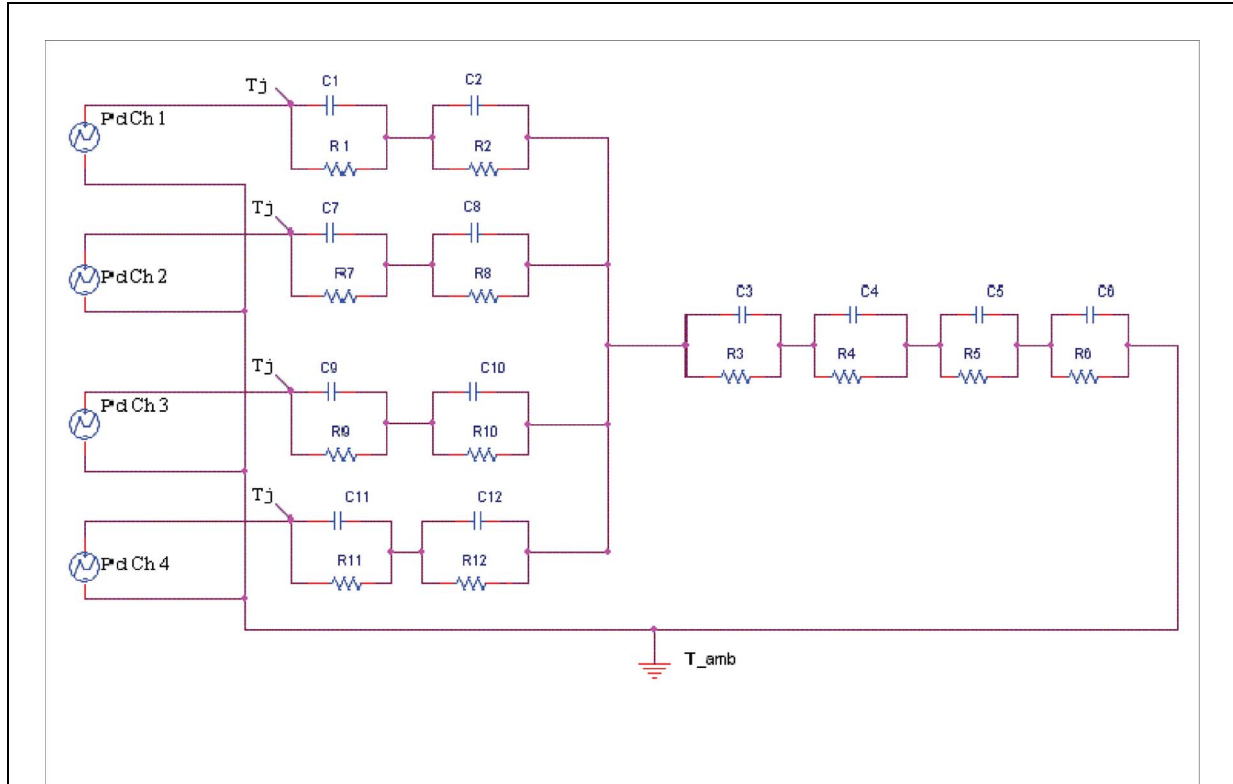 Tj C1 C2
PdCh1
R1 R2
Tj C7 C8
PdCh2
R7 R8
C3 C4 C5 C6
R3 R4 R5 R6
Tj C9 C10
PdCh3
R9 R10
Tj C11 C12
PdCh4
R11 R12
T_amb